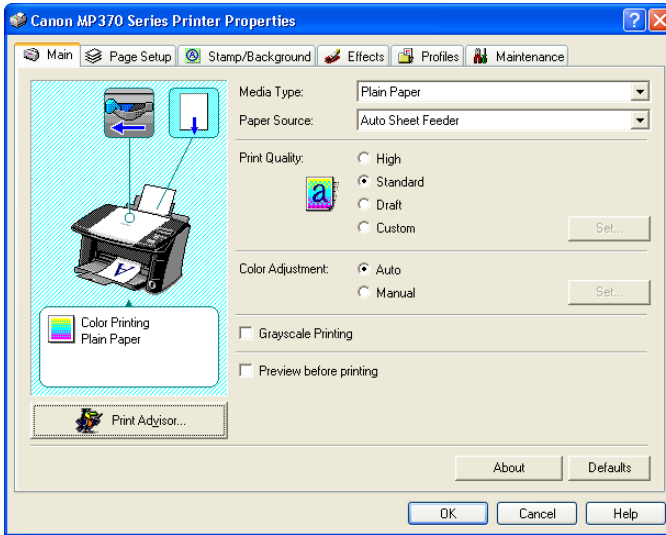 Canon MP370 Series Printer Properties
Main Page Setup Stamp/Background Effects Profiles Maintenance
Media Type: Plain Paper
Paper Source: Auto Sheet Feeder
Print Quality: High
a Standard
Draft
Custom Set...
Color Adjustment: Auto
Manual Set...
Color Printing
Plain Paper
Grayscale Printing
Preview before printing
Print Advisor...
About Defaults
OK Cancel Help